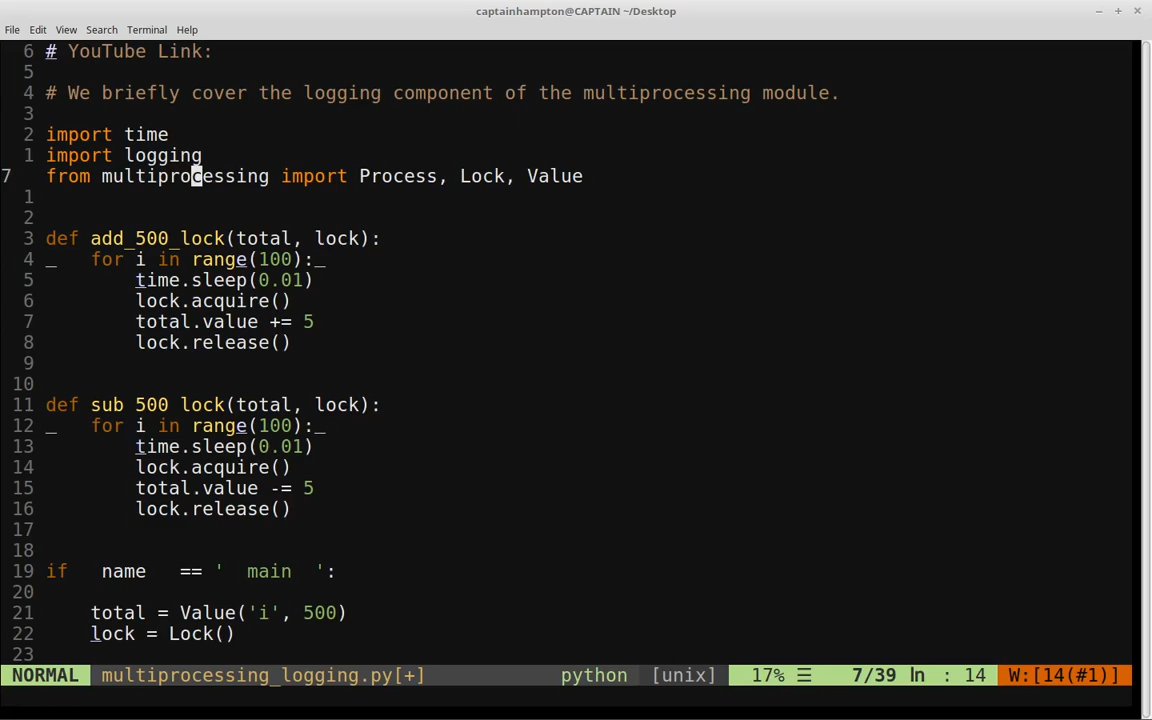 captainhampton@CAPTAIN ~/Desktop
File Edit View Search Terminal Help
6 # YouTube Link:
5
4 # We briefly cover the logging component of the multiprocessing module.
3
2 import time
1 import logging
7 from multiprocessing import Process, Lock, Value
1
2
3 def add_500_lock(total, lock):
4 _   for i in range(100):_
5         time.sleep(0.01)
6         lock.acquire()
7         total.value += 5
8         lock.release()
9
10
11 def sub 500 lock(total, lock):
12 _   for i in range(100):_
13         time.sleep(0.01)
14         lock.acquire()
15         total.value -= 5
16         lock.release()
17
18
19 if   name   == '  main  ':
20
21     total = Value('i', 500)
22     lock = Lock()
23
NORMAL multiprocessing_logging.py[+] python [unix] 17% ☰ 7/39 ln : 14 W:[14(#1)]